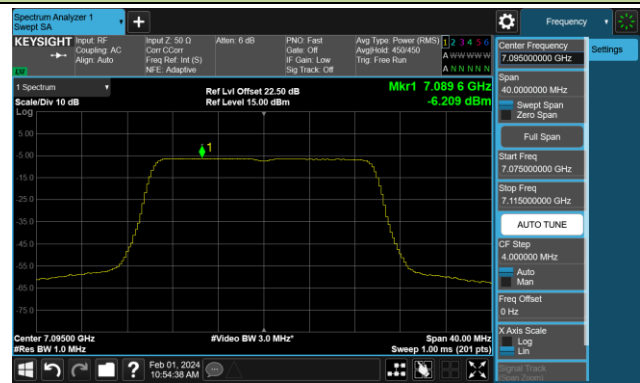 Spectrum Analyzer 1
Swept SA
Frequency
KEYSIGHT
Input: RF
Coupling: AC
Align: Auto
Input Z: 50 Ω
Corr CCorr
Freq Ref: Int (S)
NFE: Adaptive
Atten: 6 dB
PNO: Fast
Gate: Off
IF Gain: Low
Sig Track: Off
Avg Type: Power (RMS)
Avg|Hold: 450/450
Trig: Free Run
1 2 3 4 5 6
A W W W W W
A N N N N N
LW
1 Spectrum
Scale/Div 10 dB
Log
Ref Lvl Offset 22.50 dB
Ref Level 15.00 dBm
Mkr1 7.089 6 GHz
-6.209 dBm
1
5.00
-5.00
-15.0
-25.0
-35.0
-45.0
-55.0
-65.0
-75.0
Center 7.09500 GHz
#Res BW 1.0 MHz
#Video BW 3.0 MHz*
Span 40.00 MHz
Sweep 1.00 ms (201 pts)
Feb 01, 2024
10:54:38 AM
Center Frequency
7.095000000 GHz
Settings
Span
40.0000000 MHz
Swept Span
Zero Span
Full Span
Start Freq
7.075000000 GHz
Stop Freq
7.115000000 GHz
AUTO TUNE
CF Step
4.000000 MHz
Auto
Man
Freq Offset
0 Hz
X Axis Scale
Log
Lin
Signal Track
(Span Zoom)